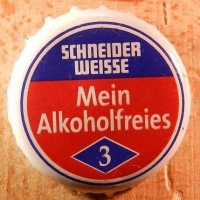 SCHNEIDER
WEISSE
Mein
Alkoholfreies
3